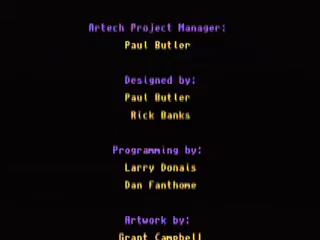 Artech Project Manager:
Paul Butler
Designed by:
Paul Butler
Rick Banks
Programming by:
Larry Donais
Dan Fanthome
Artwork by:
Grant Campbell